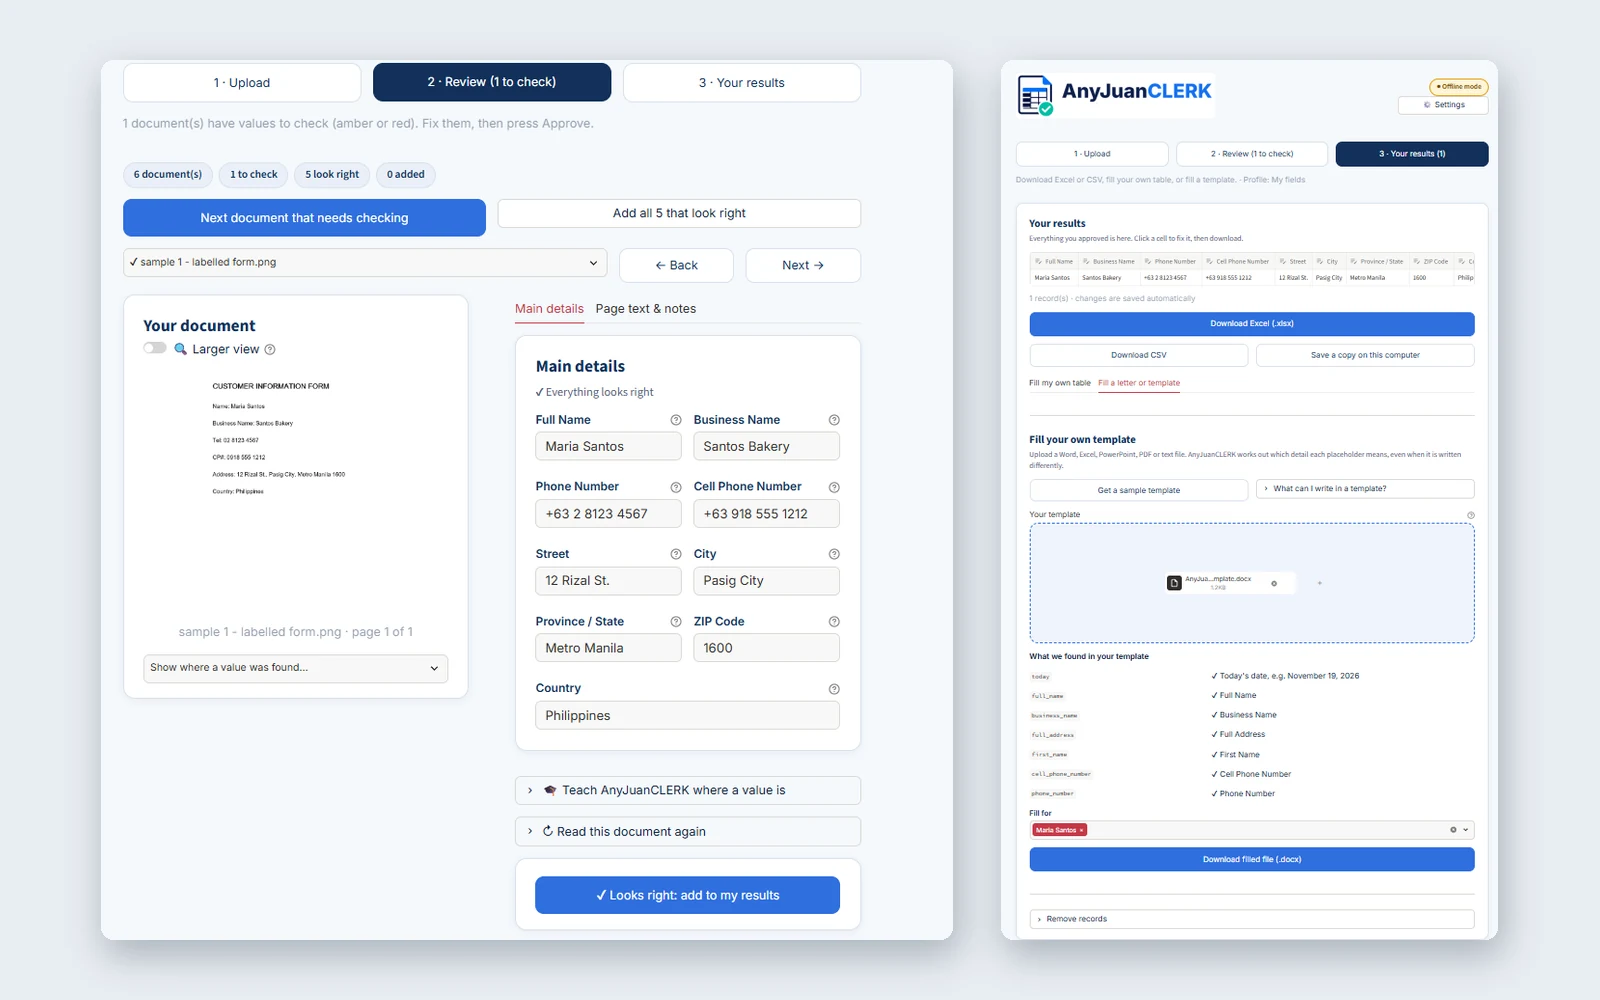 1 · Upload
2 · Review (1 to check)
3 · Your results
1 document(s) have values to check (amber or red). Fix them, then press Approve.
6 document(s)
1 to check
5 look right
0 added
Next document that needs checking
Add all 5 that look right
✓ sample 1 - labelled form.png
← Back
Next →
Your document
Larger view
CUSTOMER INFORMATION FORM
Name: Maria Santos
Business Name: Santos Bakery
Tel: 02 8123 4567
CP#: 0918 555 1212
Address: 12 Rizal St., Pasig City, Metro Manila 1600
Country: Philippines
sample 1 - labelled form.png · page 1 of 1
Show where a value was found...
Main details
Page text & notes
Main details
✓ Everything looks right
Full Name
Business Name
Maria Santos
Santos Bakery
Phone Number
Cell Phone Number
+63 2 8123 4567
+63 918 555 1212
Street
City
12 Rizal St.
Pasig City
Province / State
ZIP Code
Metro Manila
1600
Country
Philippines
Teach AnyJuanCLERK where a value is
↻ Read this document again
✓ Looks right: add to my results
AnyJuanCLERK
Offline mode
Settings
1 · Upload
2 · Review (1 to check)
3 · Your results (1)
Download Excel or CSV, fill your own table, or fill a template. · Profile: My fields
Your results
Everything you approved is here. Click a cell to fix it, then download.
Full Name
Business Name
Phone Number
Cell Phone Number
Street
City
Province / State
ZIP Code
Maria Santos
Santos Bakery
+63 2 8123 4567
+63 918 555 1212
12 Rizal St.
Pasig City
Metro Manila
1600
Philip
1 record(s) · changes are saved automatically
Download Excel (.xlsx)
Download CSV
Save a copy on this computer
Fill my own table
Fill a letter or template
Fill your own template
Upload a Word, Excel, PowerPoint, PDF or text file. AnyJuanCLERK works out which detail each placeholder means, even when it is written
differently.
Get a sample template
What can I write in a template?
Your template
AnyJua...mplate.docx
1.2KB
What we found in your template
today
✓ Today's date, e.g. November 19, 2026
full_name
✓ Full Name
business_name
✓ Business Name
full_address
✓ Full Address
first_name
✓ First Name
cell_phone_number
✓ Cell Phone Number
phone_number
✓ Phone Number
Fill for
Maria Santos ×
Download filled file (.docx)
Remove records